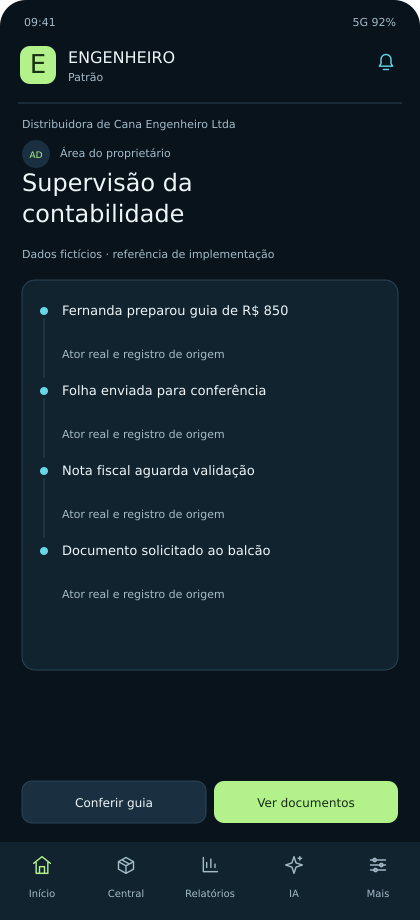 09:41
5G 92%
E
ENGENHEIRO
Patrão
Distribuidora de Cana Engenheiro Ltda
AD
Área do proprietário
Supervisão da
contabilidade
Dados fictícios · referência de implementação
Fernanda preparou guia de R$ 850
Ator real e registro de origem
Folha enviada para conferência
Ator real e registro de origem
Nota fiscal aguarda validação
Ator real e registro de origem
Documento solicitado ao balcão
Ator real e registro de origem
Conferir guia
Ver documentos
Início
Central
Relatórios
IA
Mais